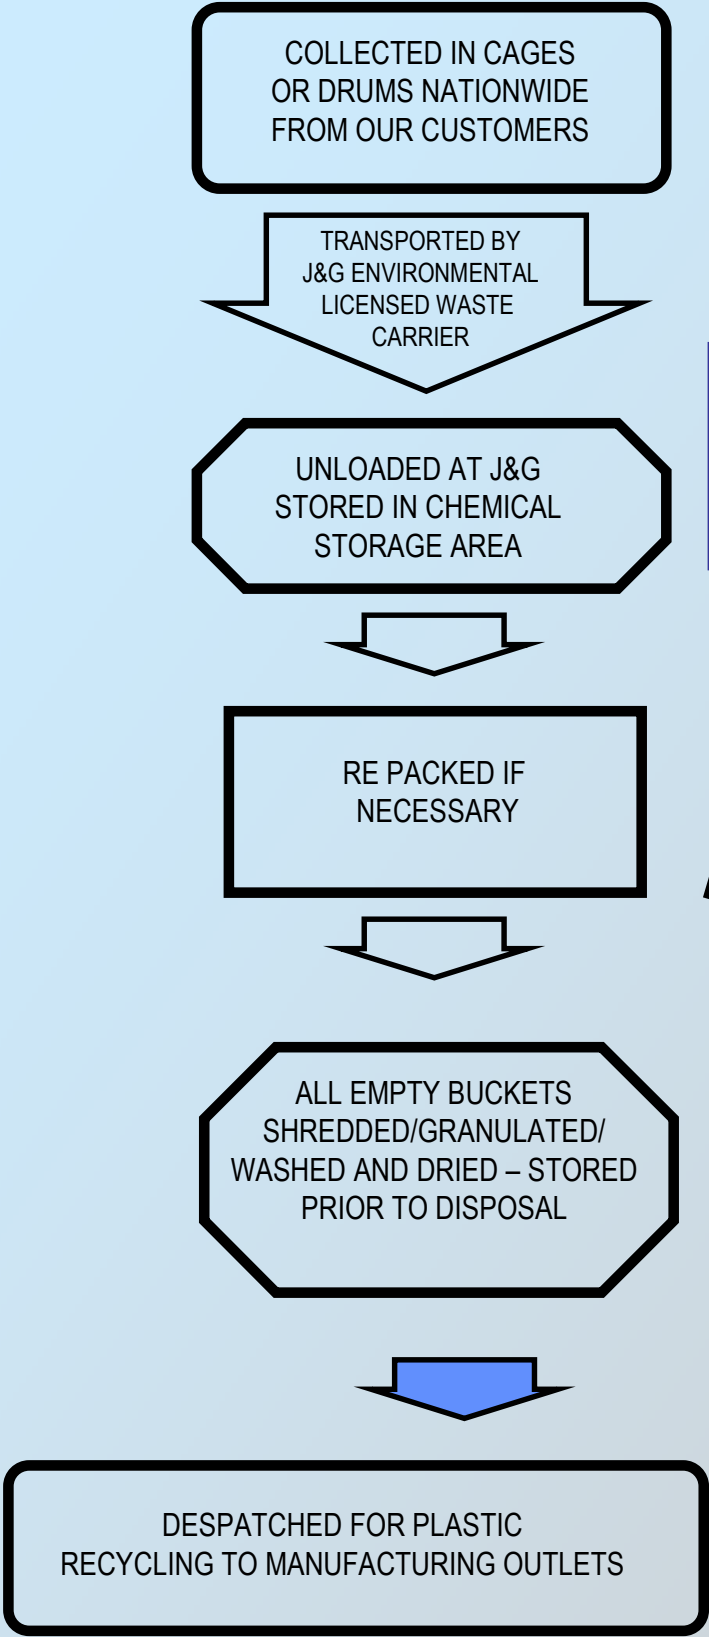 COLLECTED IN CAGES
OR DRUMS NATIONWIDE
FROM OUR CUSTOMERS
TRANSPORTED BY
J&G ENVIRONMENTAL
LICENSED WASTE
CARRIER
UNLOADED AT J&G
STORED IN CHEMICAL
STORAGE AREA
RE PACKED IF
NECESSARY
ALL EMPTY BUCKETS
SHREDDED/GRANULATED/
WASHED AND DRIED – STORED
PRIOR TO DISPOSAL
DESPATCHED FOR PLASTIC
RECYCLING TO MANUFACTURING OUTLETS